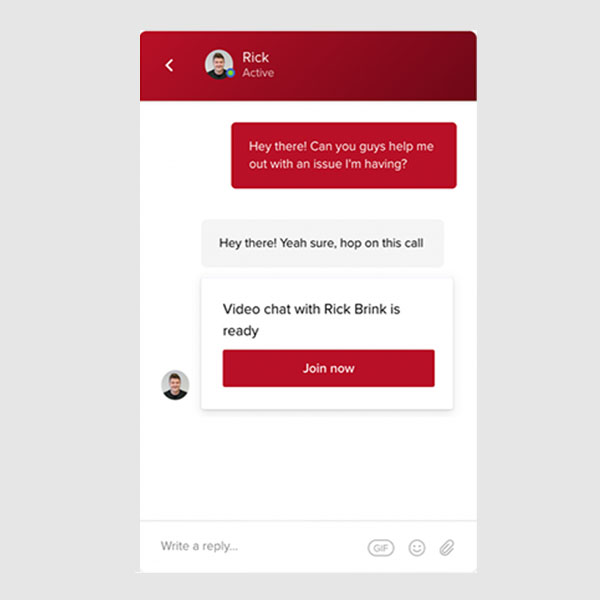 Rick
Active
Hey there! Can you guys help me
out with an issue I'm having?
Hey there! Yeah sure, hop on this call
Video chat with Rick Brink is
ready
Join now
Write a reply...
GIF